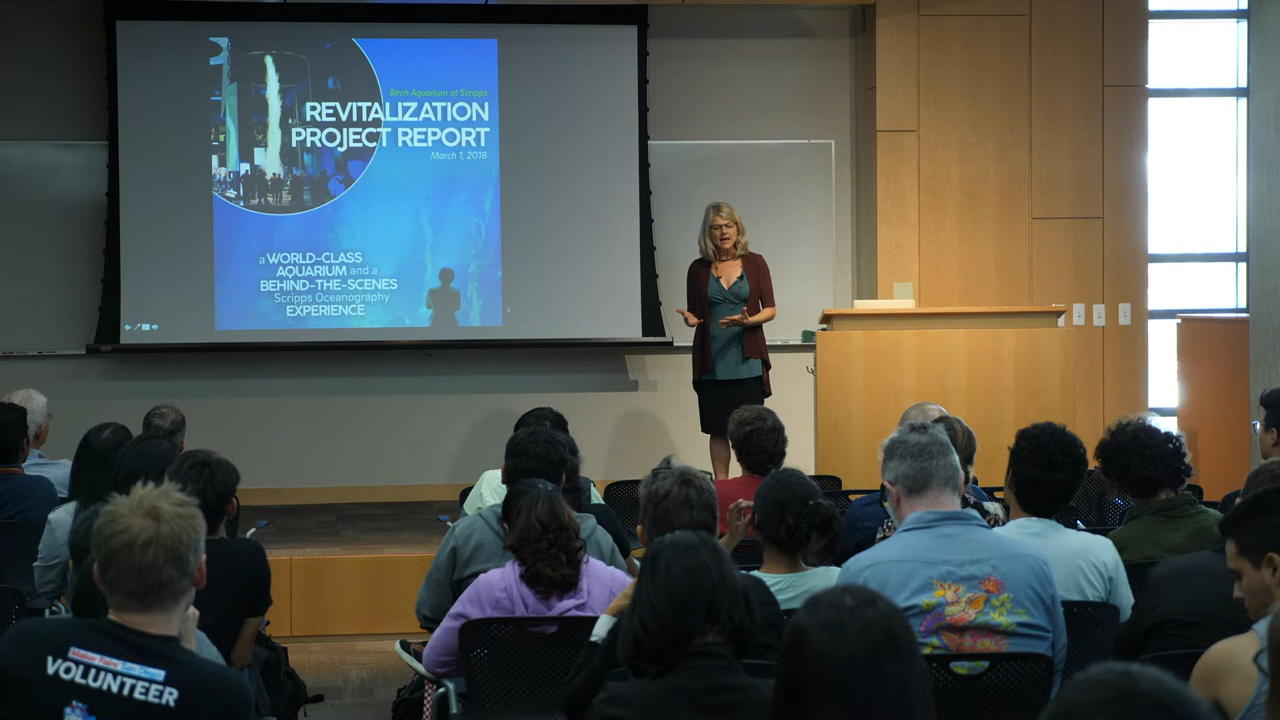 Birch Aquarium at Scripps
REVITALIZATION
PROJECT REPORT
March 1, 2018
a WORLD-CLASS
AQUARIUM and a
BEHIND-THE-SCENES
Scripps Oceanography
EXPERIENCE
Maker Faire San Diego
VOLUNTEER